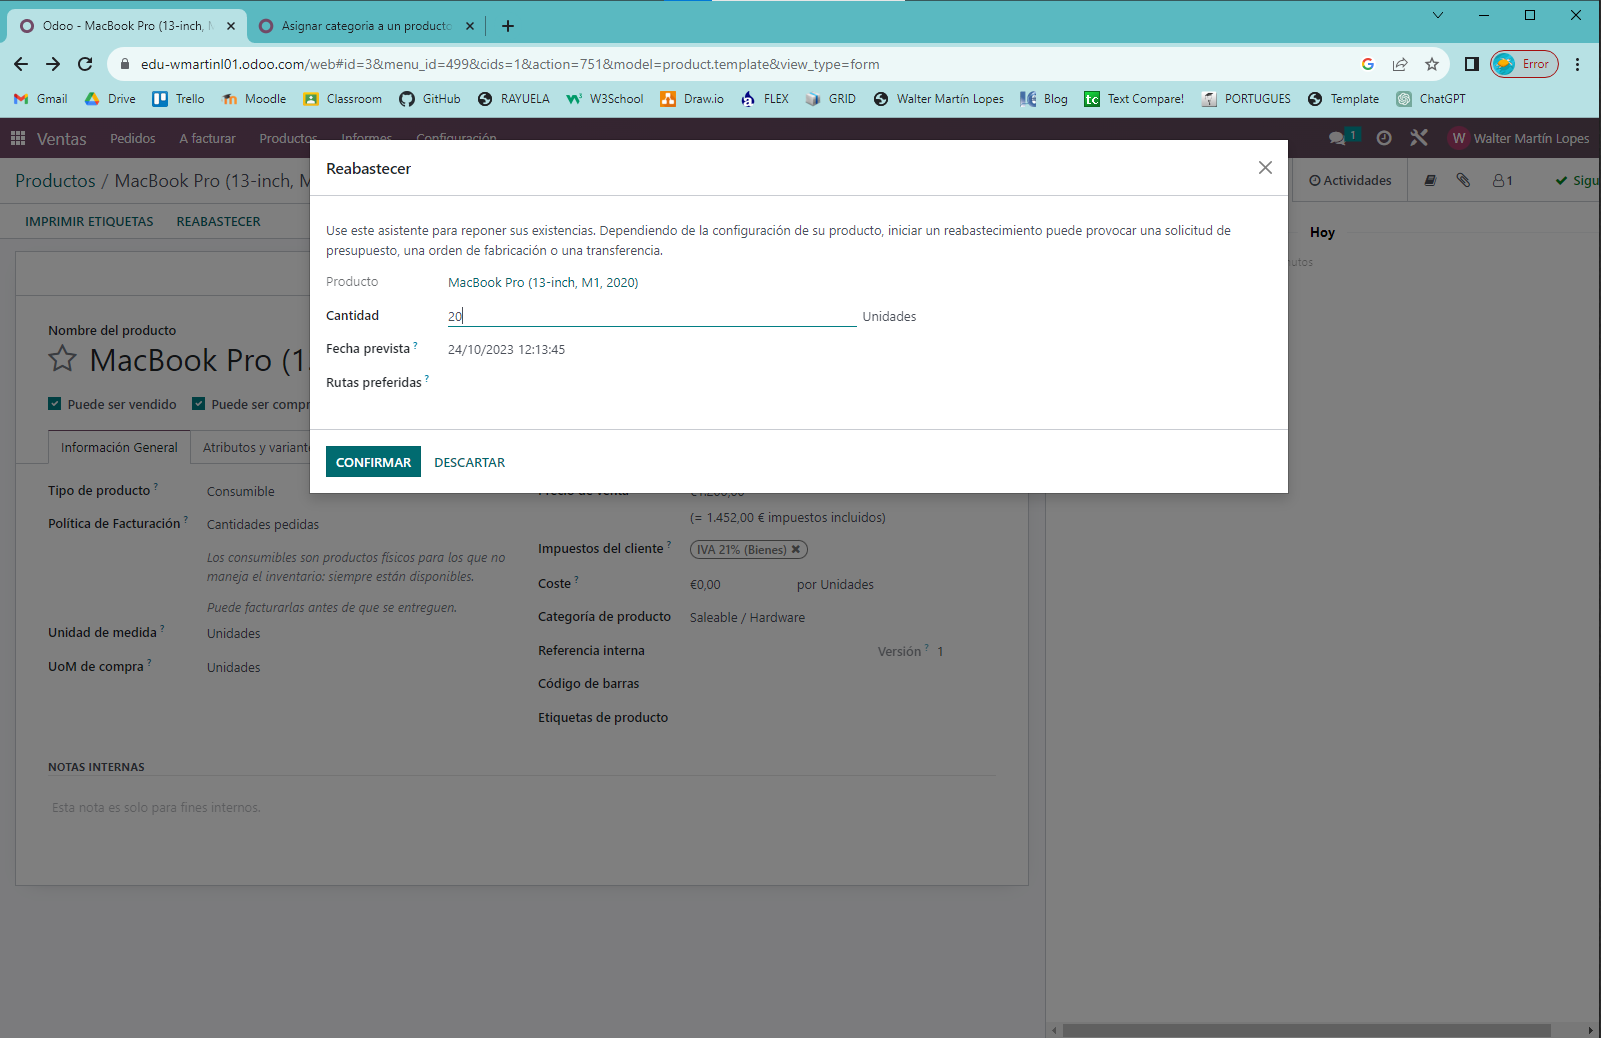 Odoo - MacBook Pro (13-inch, M
Asignar categoria a un producto
edu-wmartinl01.odoo.com/web#id=3&menu_id=499&cids=1&action=751&model=product.template&view_type=form
Error
Gmail Drive Trello Moodle Classroom GitHub RAYUELA W3School Draw.io FLEX GRID Walter Martín Lopes Blog Text Compare! PORTUGUES Template ChatGPT
Ventas Pedidos A facturar Productos Informes Configuración 1 W Walter Martín Lopes
Productos / MacBook Pro (13-inch, M
Actividades 1 Sigu
IMPRIMIR ETIQUETAS REABASTECER
Hoy
Reabastecer
Use este asistente para reponer sus existencias. Dependiendo de la configuración de su producto, iniciar un reabastecimiento puede provocar una solicitud de
presupuesto, una orden de fabricación o una transferencia.
Producto MacBook Pro (13-inch, M1, 2020)
Cantidad 20 Unidades
Fecha prevista ? 24/10/2023 12:13:45
Rutas preferidas ?
CONFIRMAR DESCARTAR
Nombre del producto
MacBook Pro (1
Puede ser vendido Puede ser compr
Información General Atributos y variante
Tipo de producto ? Consumible
Política de Facturación ? Cantidades pedidas
Los consumibles son productos físicos para los que no
maneja el inventario: siempre están disponibles.
Puede facturarlas antes de que se entreguen.
Unidad de medida ? Unidades
UoM de compra ? Unidades
(= 1.452,00 € impuestos incluidos)
Impuestos del cliente ? IVA 21% (Bienes)
Coste ? €0,00 por Unidades
Categoría de producto Saleable / Hardware
Referencia interna Versión ? 1
Código de barras
Etiquetas de producto
NOTAS INTERNAS
Esta nota es solo para fines internos.